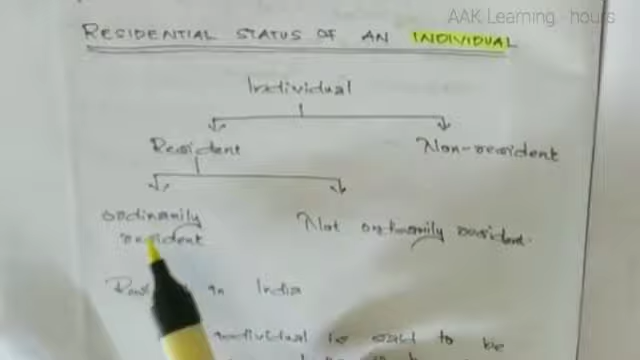 AAK Learning - hours
RESIDENTIAL STATUS OF AN INDIVIDUAL
Individual
Resident Non-resident
Ordinarily Not ordinarily resident.
resident
in India
individual is said to be